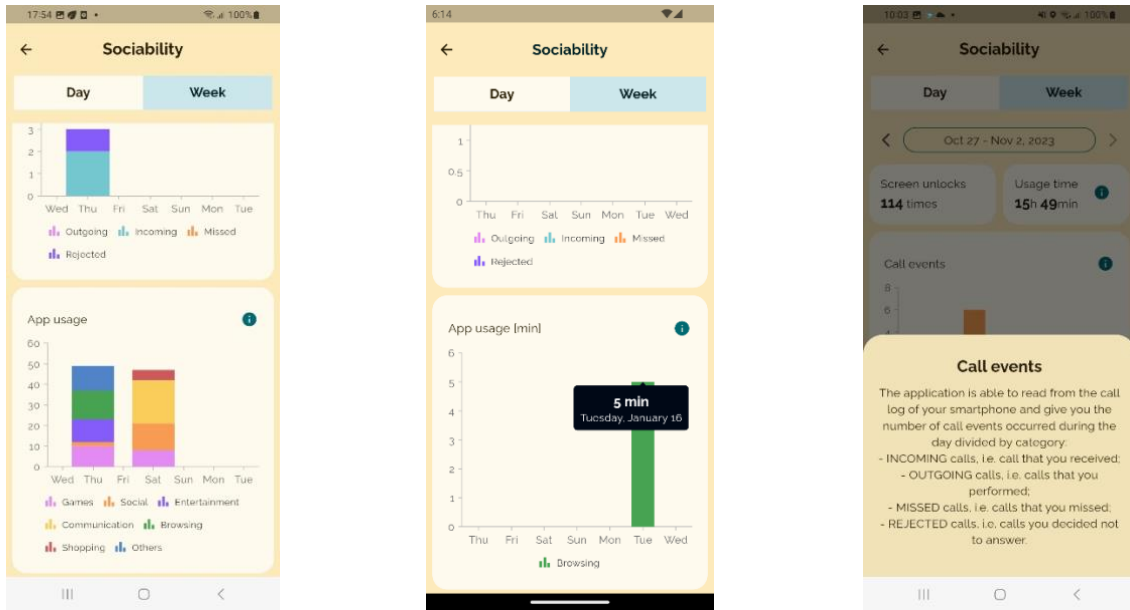 17:54
100%
Sociability
Day
Week
3
2
1
0
Wed Thu Fri Sat Sun Mon Tue
Outgoing Incoming Missed
Rejected
App usage
60
50
40
30
20
10
0
Wed Thu Fri Sat Sun Mon Tue
Games Social Entertainment
Communication Browsing
Shopping Others
6:14
Sociability
Day
Week
1
0.5
0
Thu Fri Sat Sun Mon Tue Wed
Outgoing Incoming Missed
Rejected
App usage [min]
6
5
4
3
2
1
0
5 min
Tuesday, January 16
Thu Fri Sat Sun Mon Tue Wed
Browsing
10:03
100%
Sociability
Day
Week
Oct 27 - Nov 2, 2023
Screen unlocks
114 times
Usage time
15h 49min
Call events
8
6
4
Call events
The application is able to read from the call
log of your smartphone and give you the
number of call events occurred during the
day divided by category:
- INCOMING calls, i.e. call that you received;
- OUTGOING calls, i.e. calls that you
performed;
- MISSED calls, i.e. calls that you missed;
- REJECTED calls, i.e. calls you decided not
to answer.